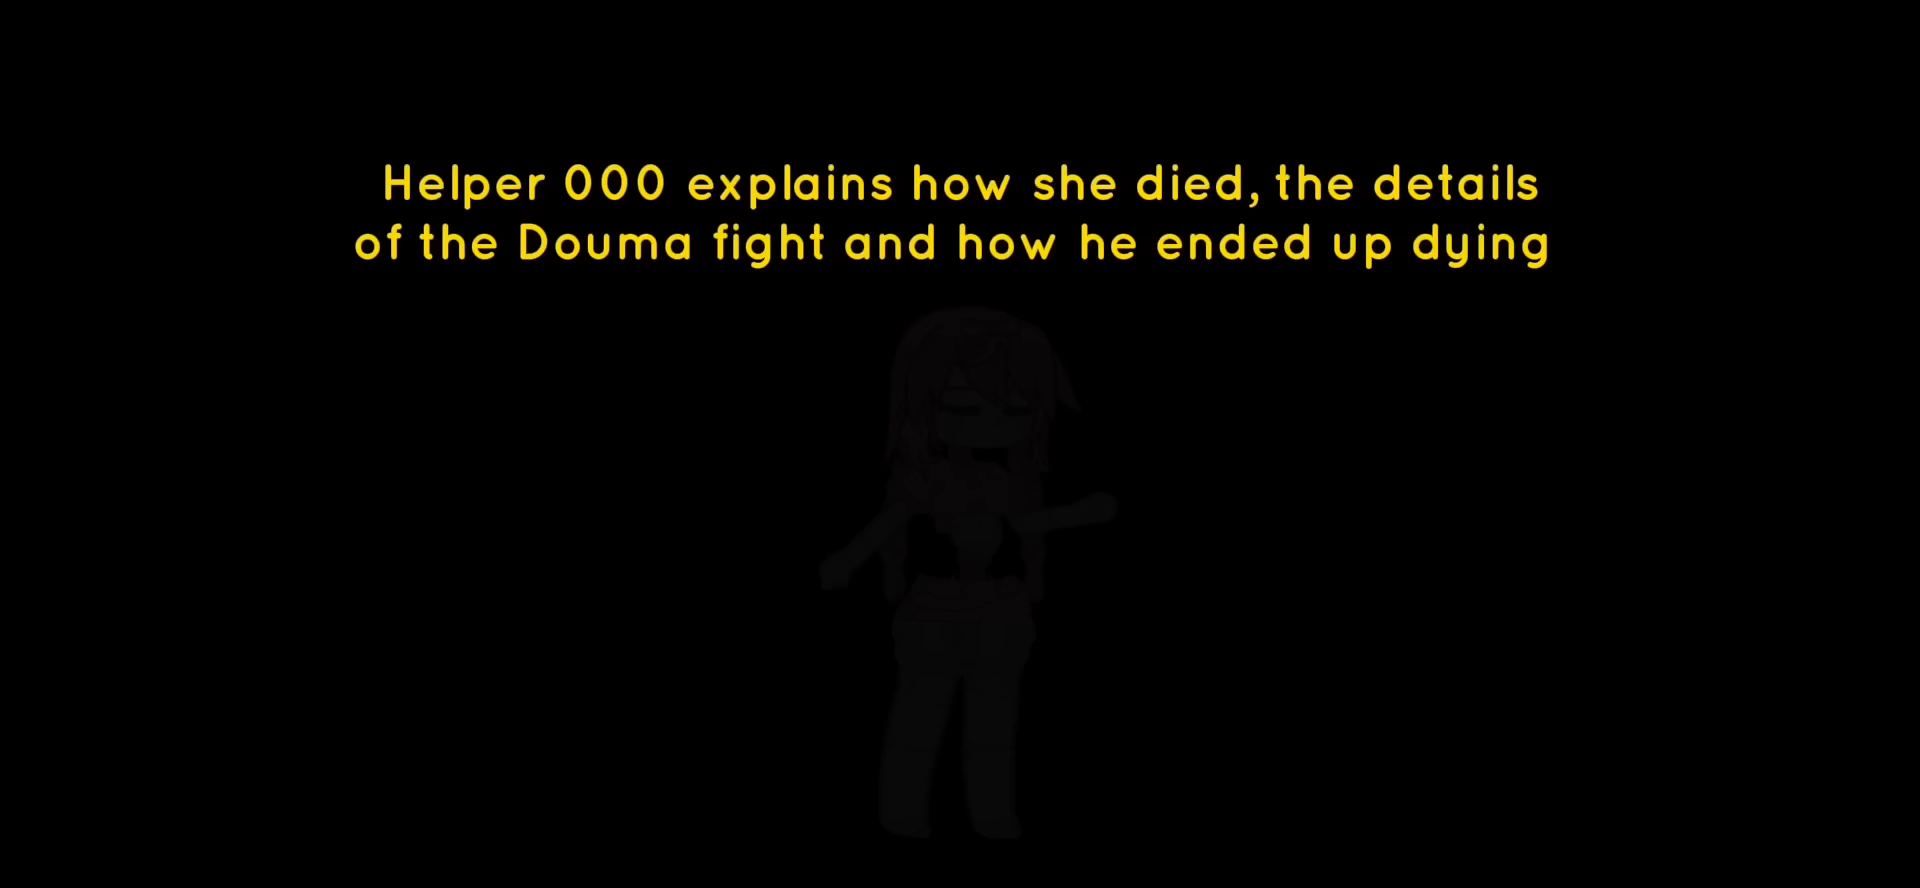 Helper 000 explains how she died, the details
of the Douma fight and how he ended up dying